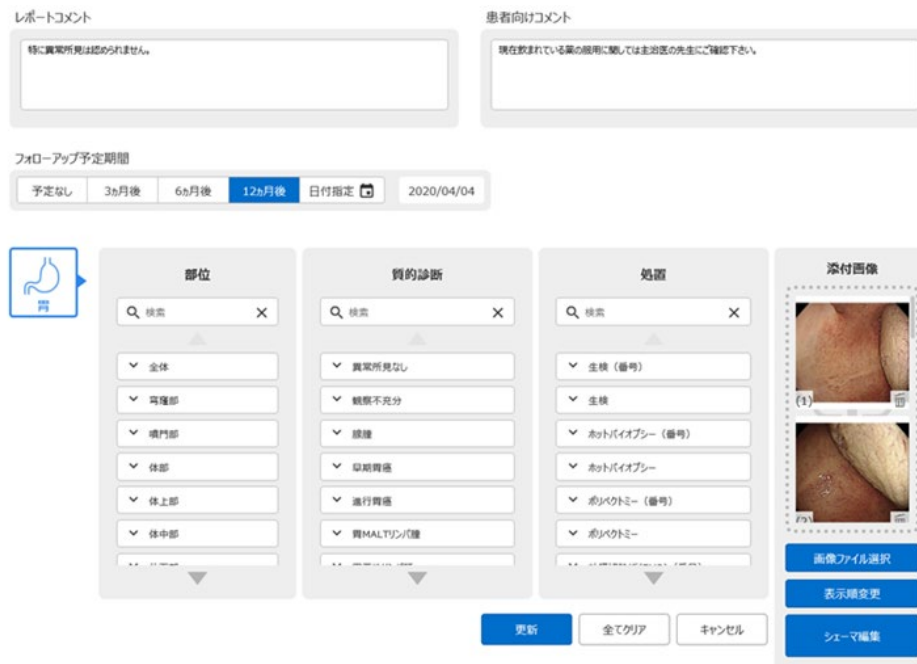 レポートコメント
患者向けコメント
特に異常所見は認められません。
現在飲まれている薬の服用に関しては主治医の先生にご確認下さい。
フォローアップ予定期間
予定なし 3ヵ月後 6ヵ月後 12ヵ月後 日付指定 2020/04/04
胃
部位
質的診断
処置
添付画像
検索
検索
検索
全体
異常所見なし
生検（番号）
穹窿部
観察不充分
生検
(1)
噴門部
腺腫
ホットバイオプシー（番号）
体部
早期胃癌
ホットバイオプシー
体上部
進行胃癌
ポリペクトミー（番号）
(2)
体中部
胃MALTリンパ腫
ポリペクトミー
画像ファイル選択
表示順変更
更新 全てクリア キャンセル
シェーマ編集